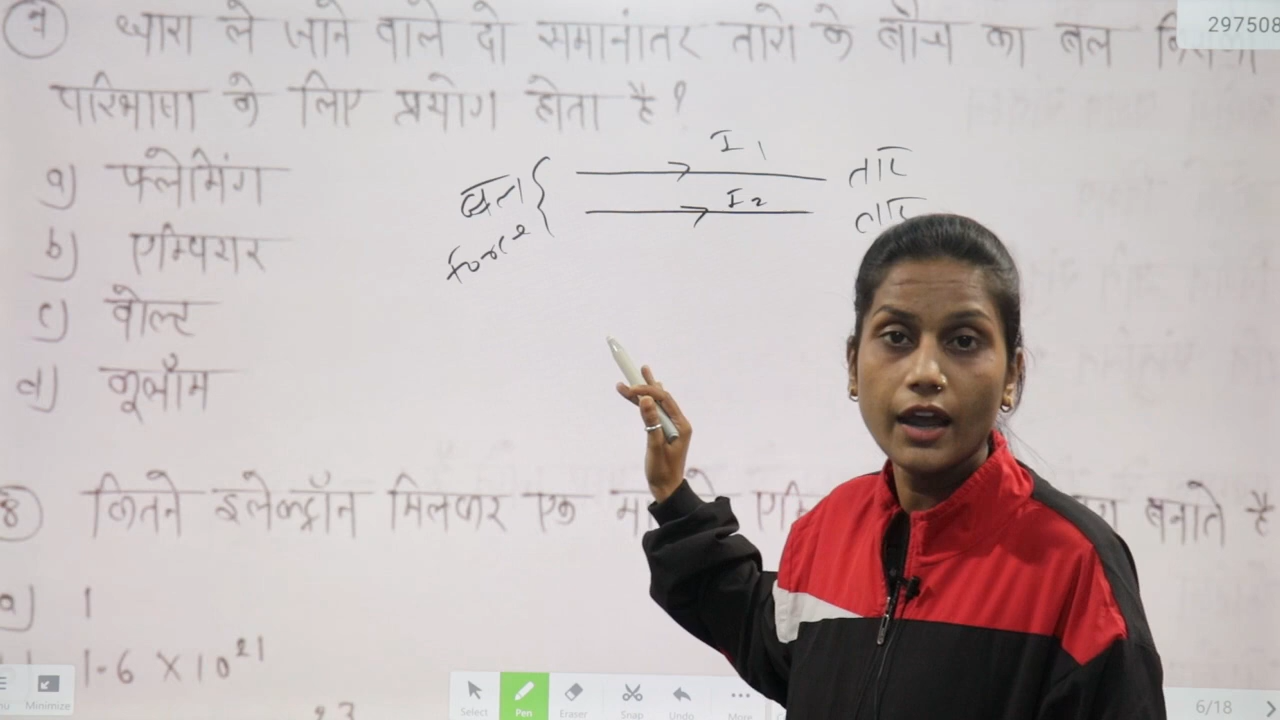 297508
7 धारा ले जाने वाले दो समानांतर तारो के बीच का बल
परिभाषा के लिए प्रयोग होता है ?
a) फ्लेमिंग
b) एम्पियर
c) वोल्ट
d) कूलॉम
बल { I1 तार
Force I2 तार
8 कितने इलेक्ट्रॉन मिलकर एक बनाते है
a) 1
1.6 X 10²¹
23
Minimize
Select Pen Eraser Snap Undo More
6/18